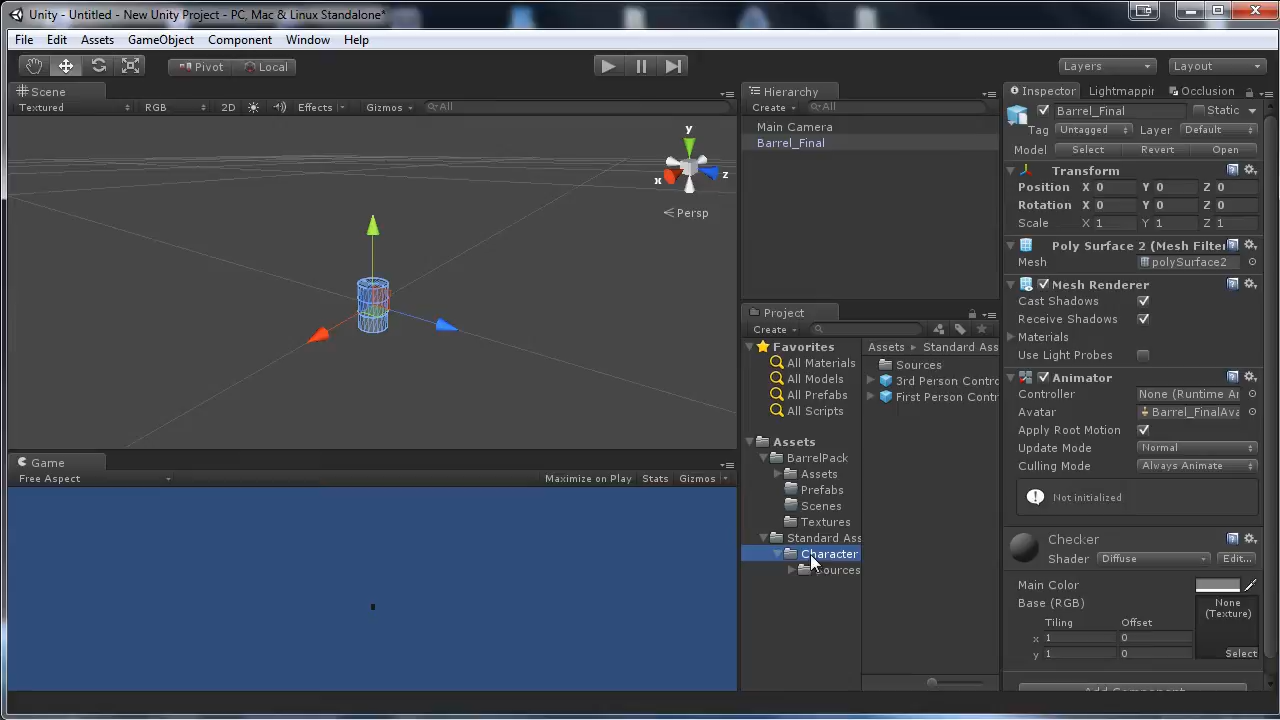 Unity - Untitled - New Unity Project - PC, Mac & Linux Standalone*
File Edit Assets GameObject Component Window Help
Pivot Local Layers Layout
Scene
Textured RGB 2D Effects Gizmos All
y
x
z
Persp
Game
Free Aspect Maximize on Play Stats Gizmos
Hierarchy
Create All
Main Camera
Barrel_Final
Project
Create
Favorites
All Materials
All Models
All Prefabs
All Scripts
Assets
BarrelPack
Assets
Prefabs
Scenes
Textures
Standard Ass
Character
Sources
Assets Standard Ass
Sources
3rd Person Contro
First Person Contr
Inspector Lightmappir Occlusion
Barrel_Final Static
Tag Untagged Layer Default
Model Select Revert Open
Transform
Position X 0 Y 0 Z 0
Rotation X 0 Y 0 Z 0
Scale X 1 Y 1 Z 1
Poly Surface 2 (Mesh Filter
Mesh polySurface2
Mesh Renderer
Cast Shadows
Receive Shadows
Materials
Use Light Probes
Animator
Controller None (Runtime Ar
Avatar Barrel_FinalAva
Apply Root Motion
Update Mode Normal
Culling Mode Always Animate
Not initialized
Checker
Shader Diffuse Edit...
Main Color
Base (RGB) None
(Texture)
Tiling Offset
x 1 0
y 1 0
Select
Add Component